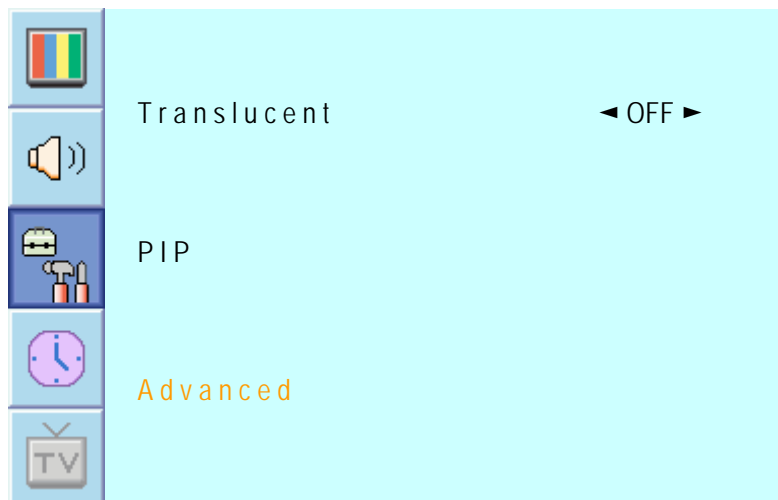 Translucent ◄ OFF ►
PIP
Advanced
TV